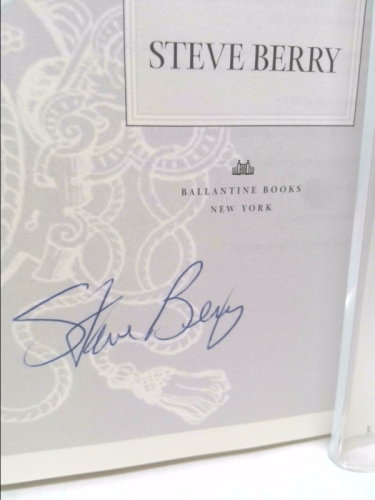 STEVE BERRY
BALLANTINE BOOKS
NEW YORK
Steve Berry